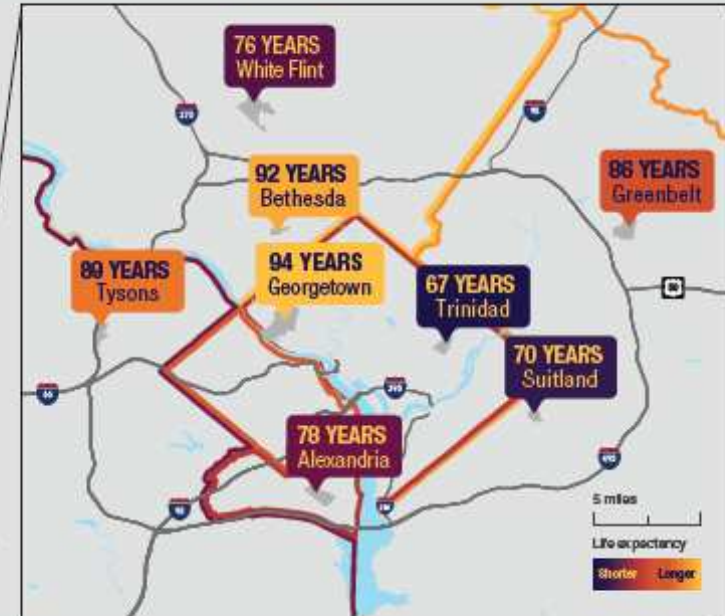 76 YEARS
White Flint
270
95
92 YEARS
Bethesda
86 YEARS
Greenbelt
89 YEARS
Tysons
94 YEARS
Georgetown
67 YEARS
Trinidad
50
70 YEARS
Suitland
66
395
78 YEARS
Alexandria
495
95
5 miles
Life expectancy
Shorter Longer